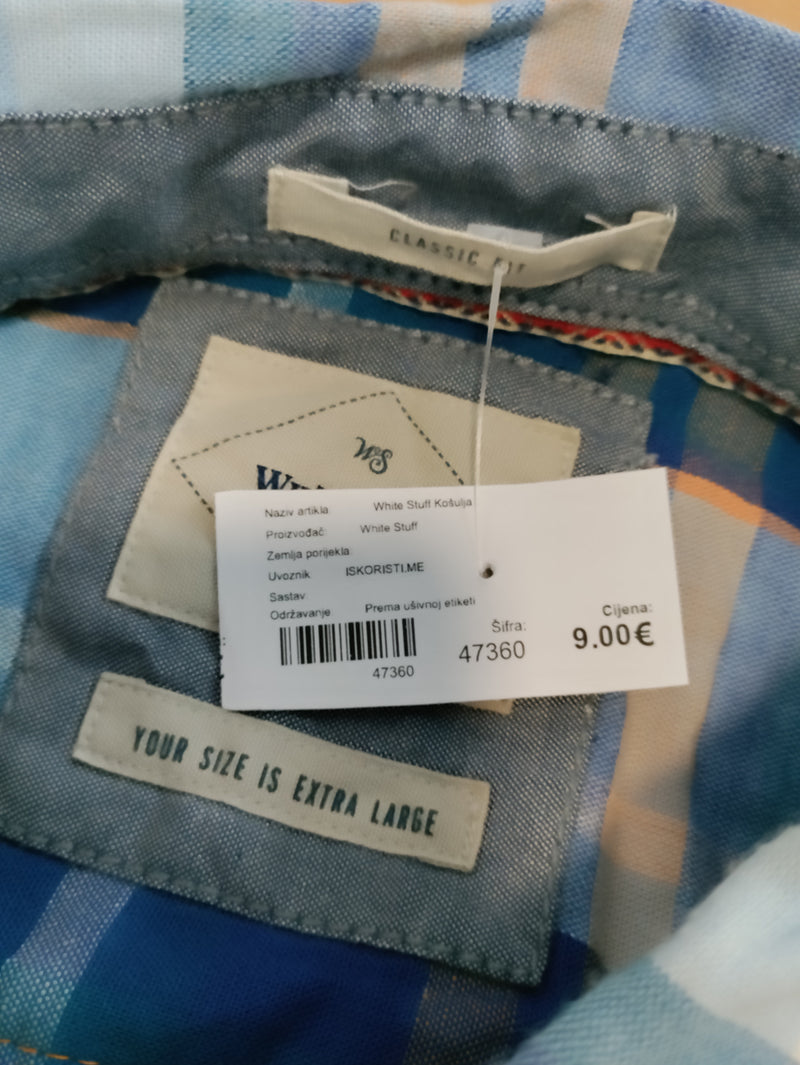 CLASSIC FIT
WS
Naziv artikla White Stuff Košulja
Proizvođač White Stuff
Zemlja porijekla
Uvoznik ISKORISTI.ME
Sastav
Održavanje Prema ušivnoj etiketi
47360
Šifra:
47360
Cijena:
9.00€
YOUR SIZE IS EXTRA LARGE